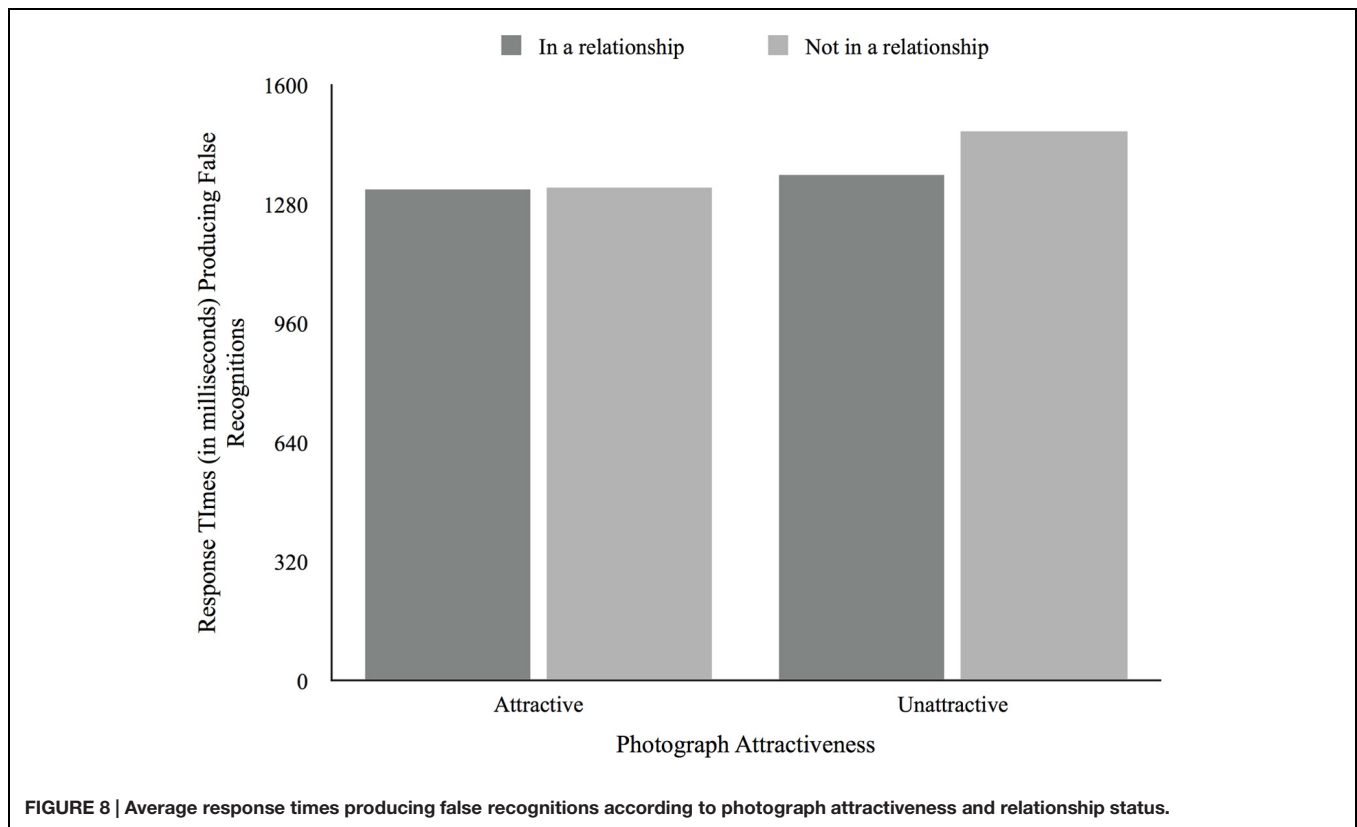 In a relationship
Not in a relationship
1600
1280
960
640
320
0
Response TImes (in milliseconds) Producing False
Recognitions
Attractive
Unattractive
Photograph Attractiveness
FIGURE 8 | Average response times producing false recognitions according to photograph attractiveness and relationship status.